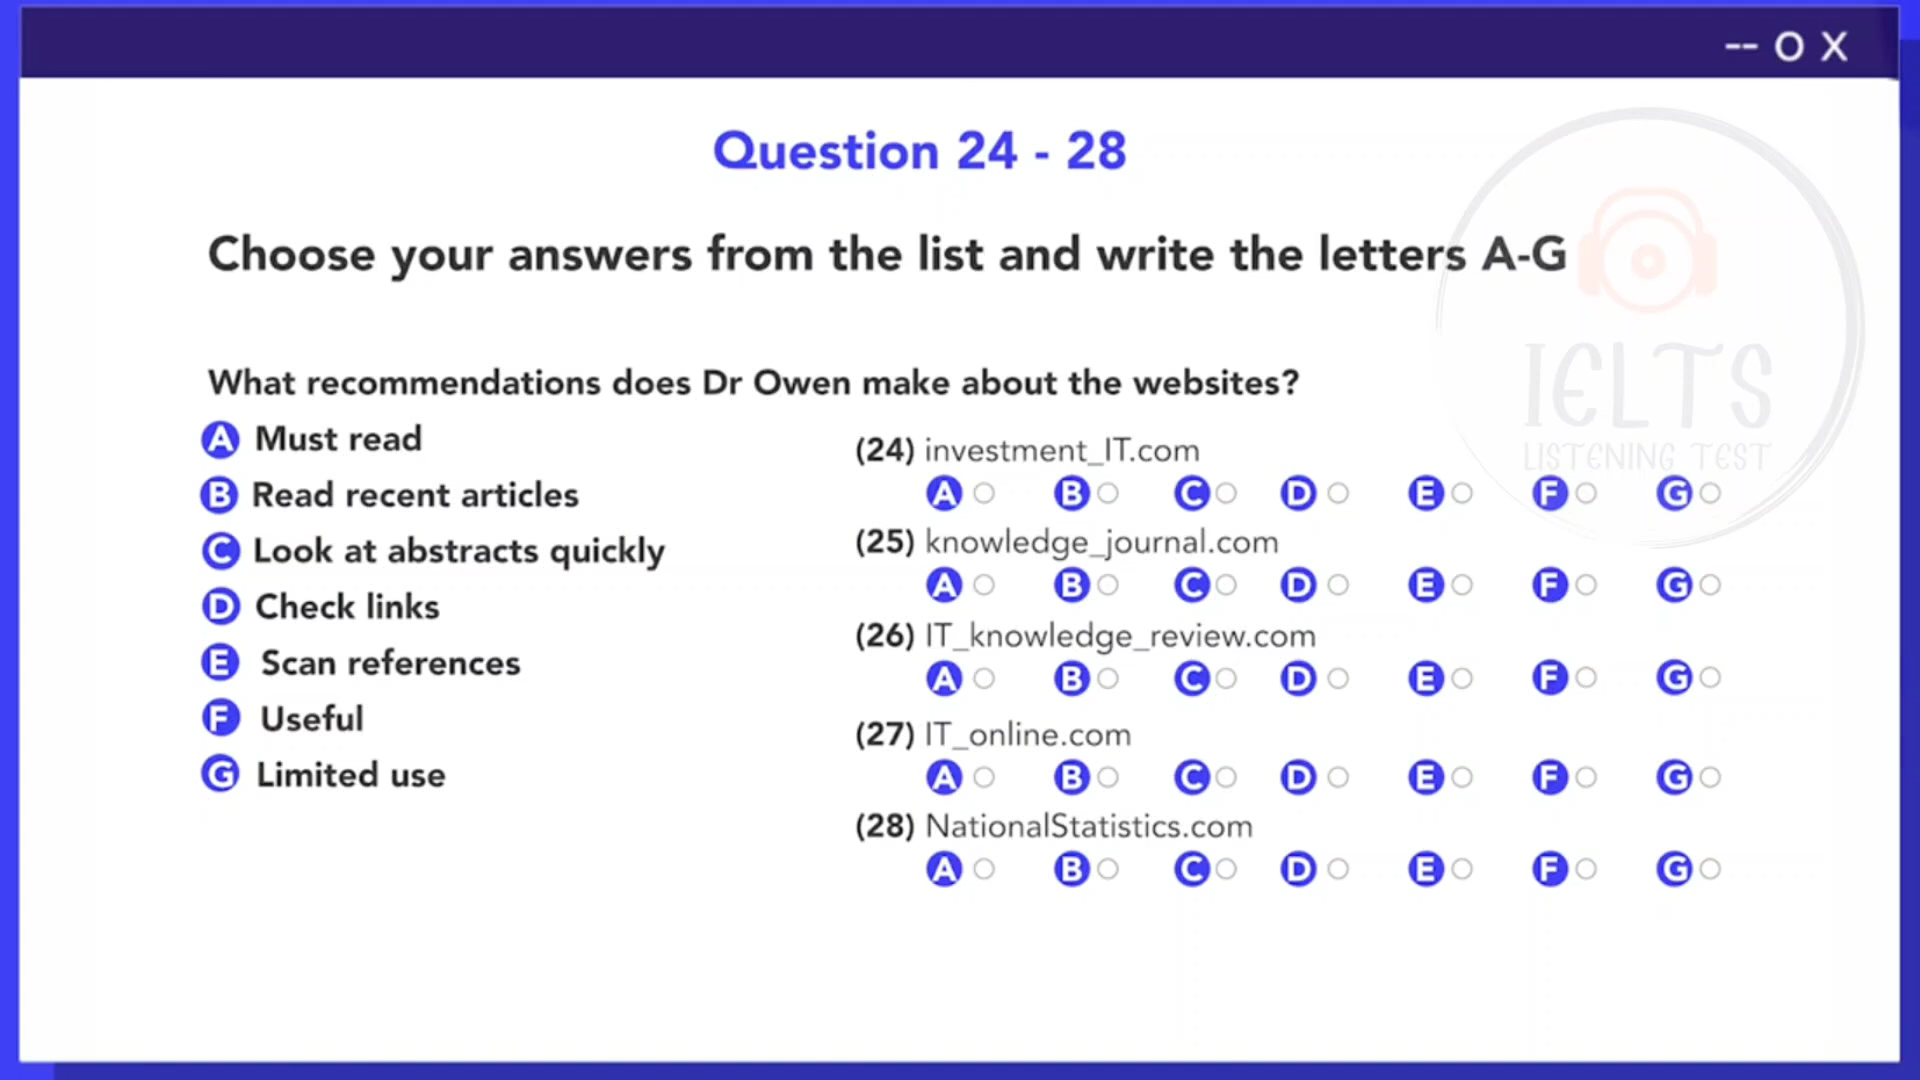 -- O X
Question 24 - 28
Choose your answers from the list and write the letters A-G
What recommendations does Dr Owen make about the websites?
A Must read
B Read recent articles
C Look at abstracts quickly
D Check links
E Scan references
F Useful
G Limited use
(24) investment_IT.com
A B C D E F G
(25) knowledge_journal.com
A B C D E F G
(26) IT_knowledge_review.com
A B C D E F G
(27) IT_online.com
A B C D E F G
(28) NationalStatistics.com
A B C D E F G
IELTS
LISTENING TEST